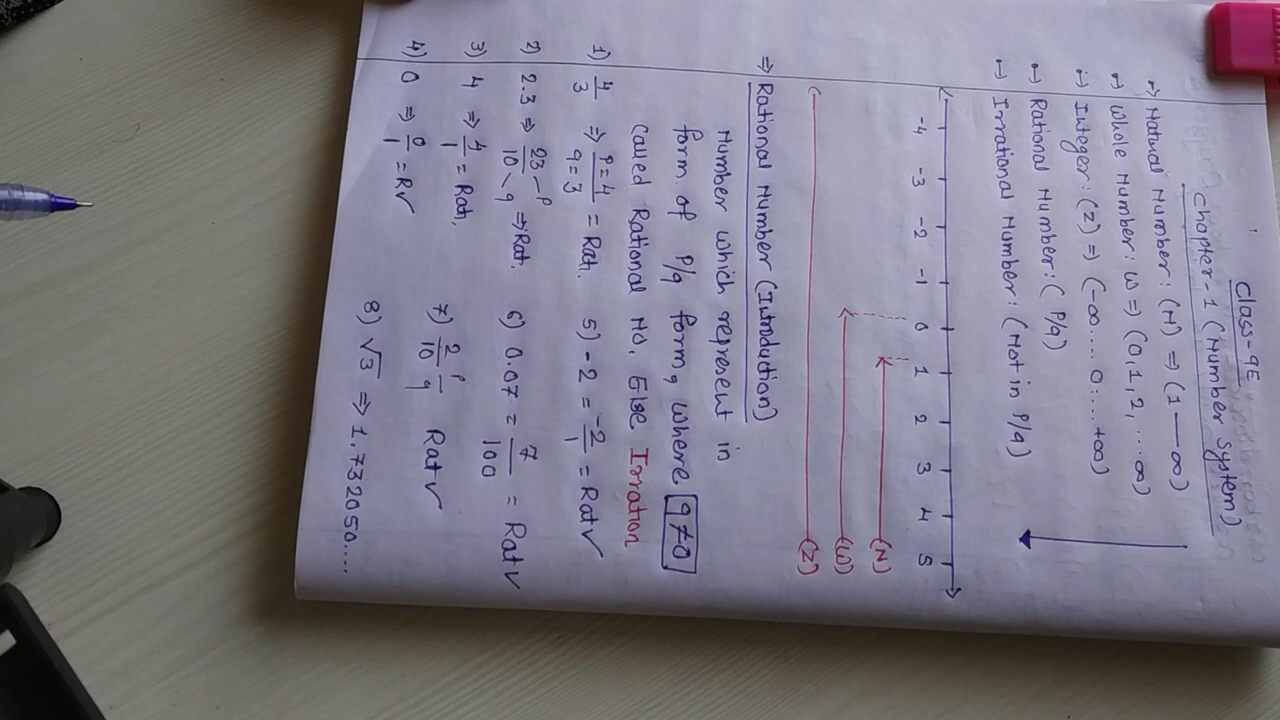 Class-9E
Chapter-1 (Number System)
→ Natural Number: (N) ⇒ (1 — ∞)
→ Whole Number: W ⇒ (0,1,2, ... ∞)
→ Integer: (Z) ⇒ (-∞.... 0.... +∞)
→ Rational Number: ( P/q)
→ Irrational Number: (Not in P/q)
-4 -3 -2 -1 0 1 2 3 4 5
(N)
(W)
(Z)
⇒ Rational Number (Introduction)
Number which represent in
form of P/q form, where q≠0
Called Rational No. Else Irration
1) 4/3 ⇒ P=4/q=3 = Rati.
5) -2 = -2/1 = Rat✓
2) 2.3 ⇒ 23/10 P q ⇒ Rat.
6) 0.07 = 7/100 = Rat✓
3) 4 ⇒ 4/1 = Rati.
7) 2/10 P q Rat✓
4) 0 ⇒ 0/1 = R✓
8) √3 ⇒ 1.732050....